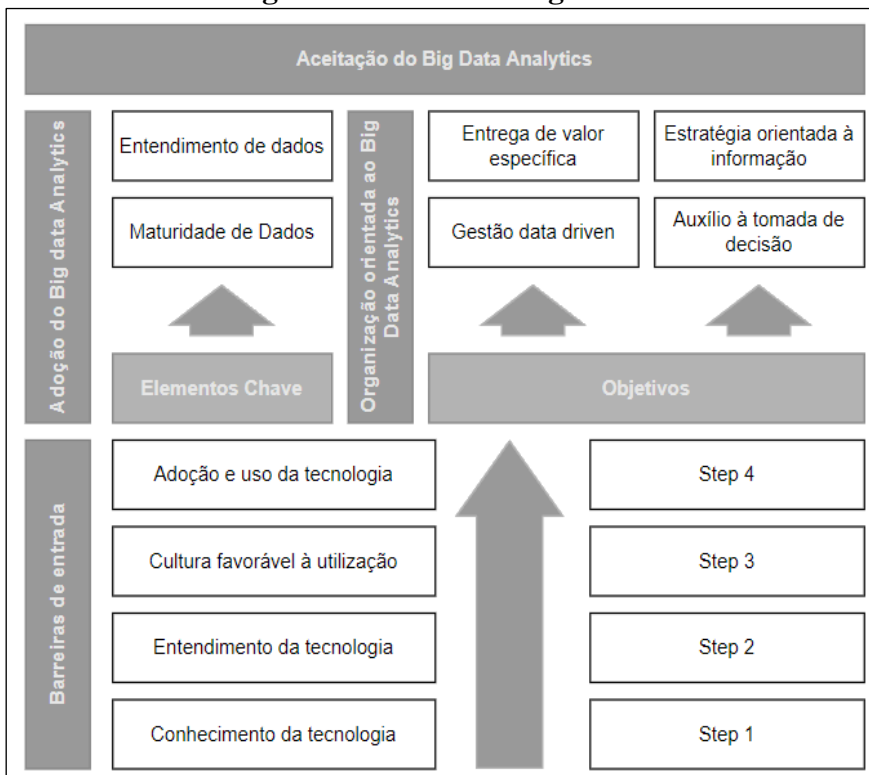 Aceitação do Big Data Analytics
Adoção do Big data Analytics
Entendimento de dados
Maturidade de Dados
Elementos Chave
Organização orientada ao Big
Data Analytics
Entrega de valor
específica
Estratégia orientada à
informação
Gestão data driven
Auxílio à tomada de
decisão
Objetivos
Barreiras de entrada
Adoção e uso da tecnologia
Step 4
Cultura favorável à utilização
Step 3
Entendimento da tecnologia
Step 2
Conhecimento da tecnologia
Step 1